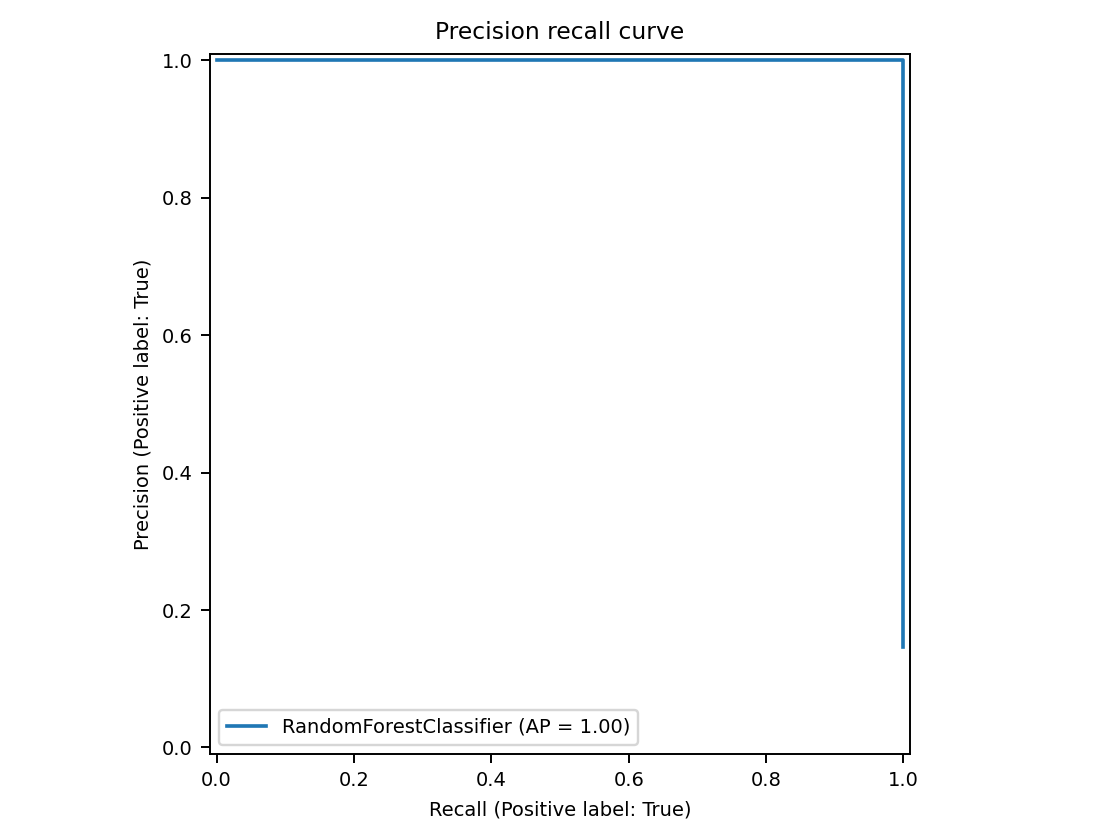 Precision recall curve
1.0
0.8
0.6
0.4
0.2
0.0
Precision (Positive label: True)
RandomForestClassifier (AP = 1.00)
0.0 0.2 0.4 0.6 0.8 1.0
Recall (Positive label: True)